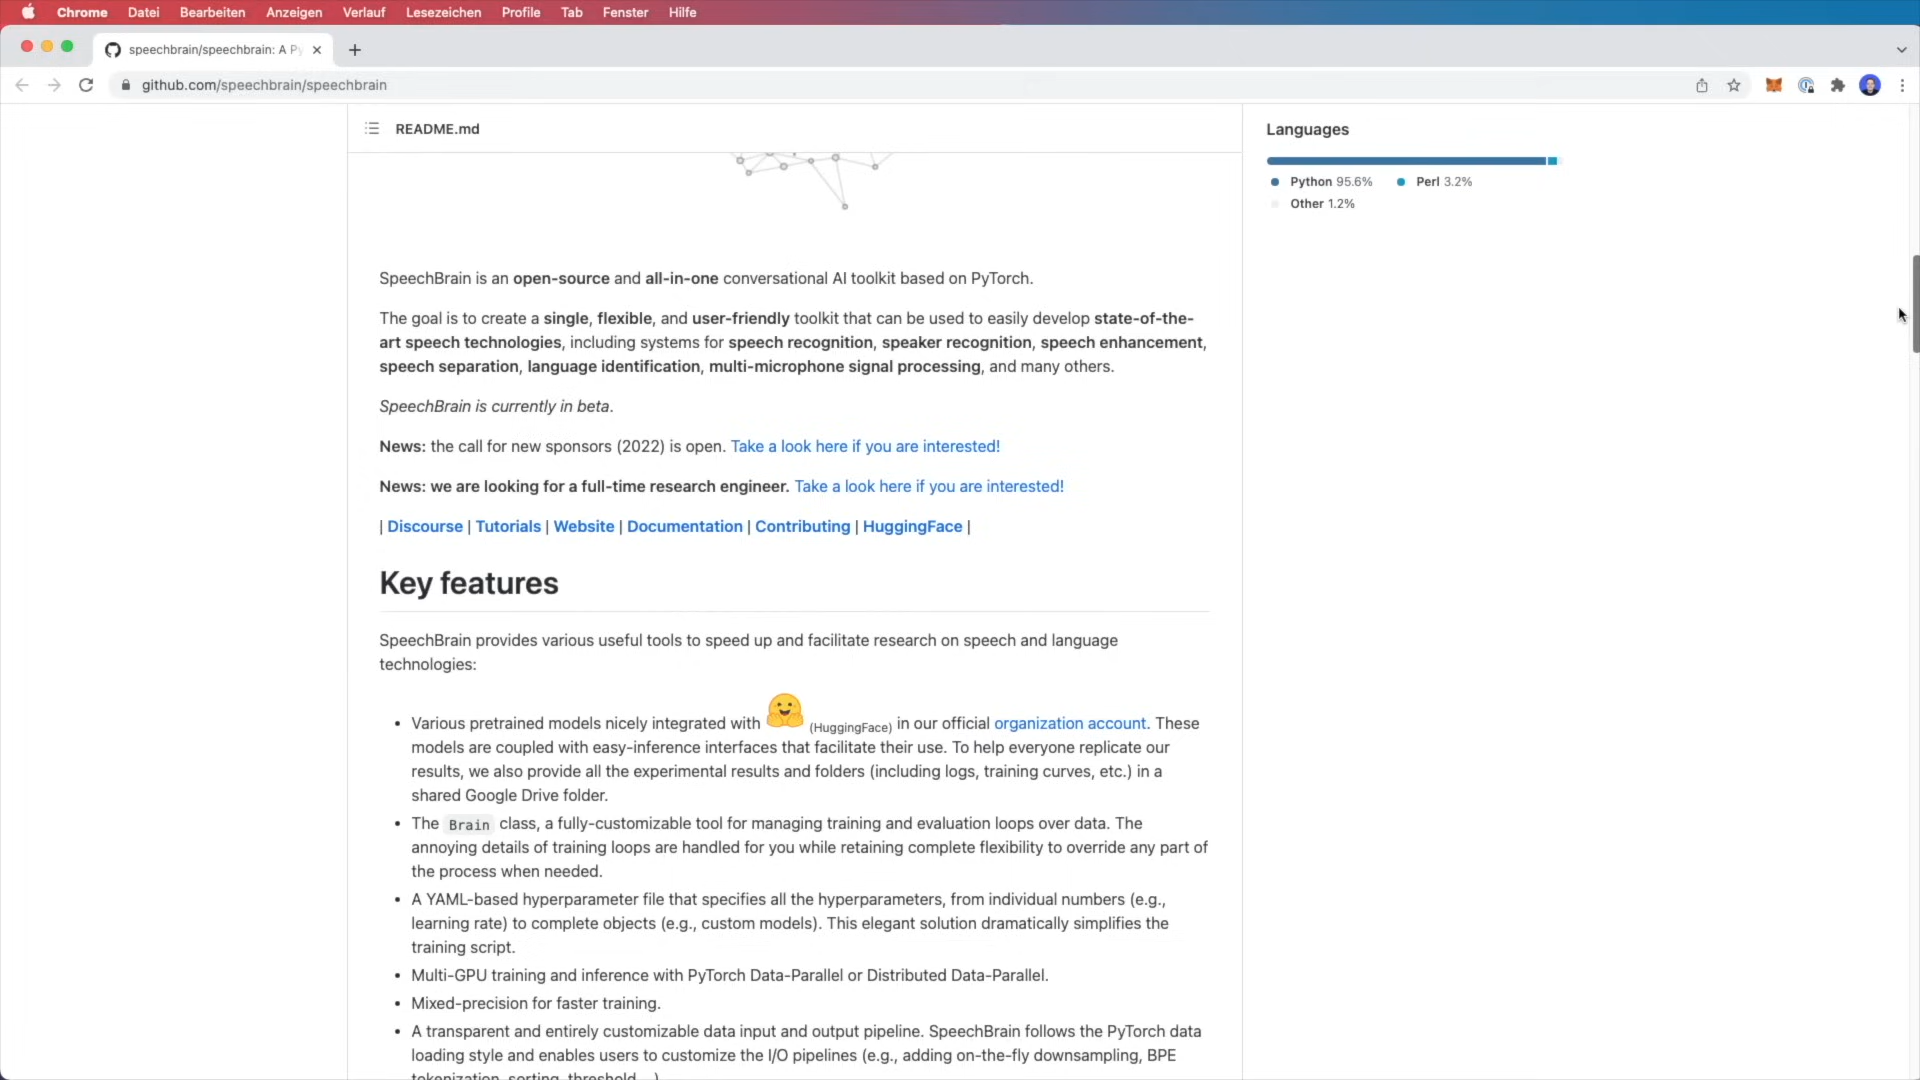 Chrome Datei Bearbeiten Anzeigen Verlauf Lesezeichen Profile Tab Fenster Hilfe
speechbrain/speechbrain: A Py
github.com/speechbrain/speechbrain
README.md
Languages
Python 95.6% Perl 3.2%
Other 1.2%
SpeechBrain is an open-source and all-in-one conversational AI toolkit based on PyTorch.
The goal is to create a single, flexible, and user-friendly toolkit that can be used to easily develop state-of-the-
art speech technologies, including systems for speech recognition, speaker recognition, speech enhancement,
speech separation, language identification, multi-microphone signal processing, and many others.
SpeechBrain is currently in beta.
News: the call for new sponsors (2022) is open. Take a look here if you are interested!
News: we are looking for a full-time research engineer. Take a look here if you are interested!
| Discourse | Tutorials | Website | Documentation | Contributing | HuggingFace |
Key features
SpeechBrain provides various useful tools to speed up and facilitate research on speech and language
technologies:
• Various pretrained models nicely integrated with 🤗 (HuggingFace) in our official organization account. These
models are coupled with easy-inference interfaces that facilitate their use. To help everyone replicate our
results, we also provide all the experimental results and folders (including logs, training curves, etc.) in a
shared Google Drive folder.
• The Brain class, a fully-customizable tool for managing training and evaluation loops over data. The
annoying details of training loops are handled for you while retaining complete flexibility to override any part of
the process when needed.
• A YAML-based hyperparameter file that specifies all the hyperparameters, from individual numbers (e.g.,
learning rate) to complete objects (e.g., custom models). This elegant solution dramatically simplifies the
training script.
• Multi-GPU training and inference with PyTorch Data-Parallel or Distributed Data-Parallel.
• Mixed-precision for faster training.
• A transparent and entirely customizable data input and output pipeline. SpeechBrain follows the PyTorch data
loading style and enables users to customize the I/O pipelines (e.g., adding on-the-fly downsampling, BPE
tokenization, sorting, threshold ...)